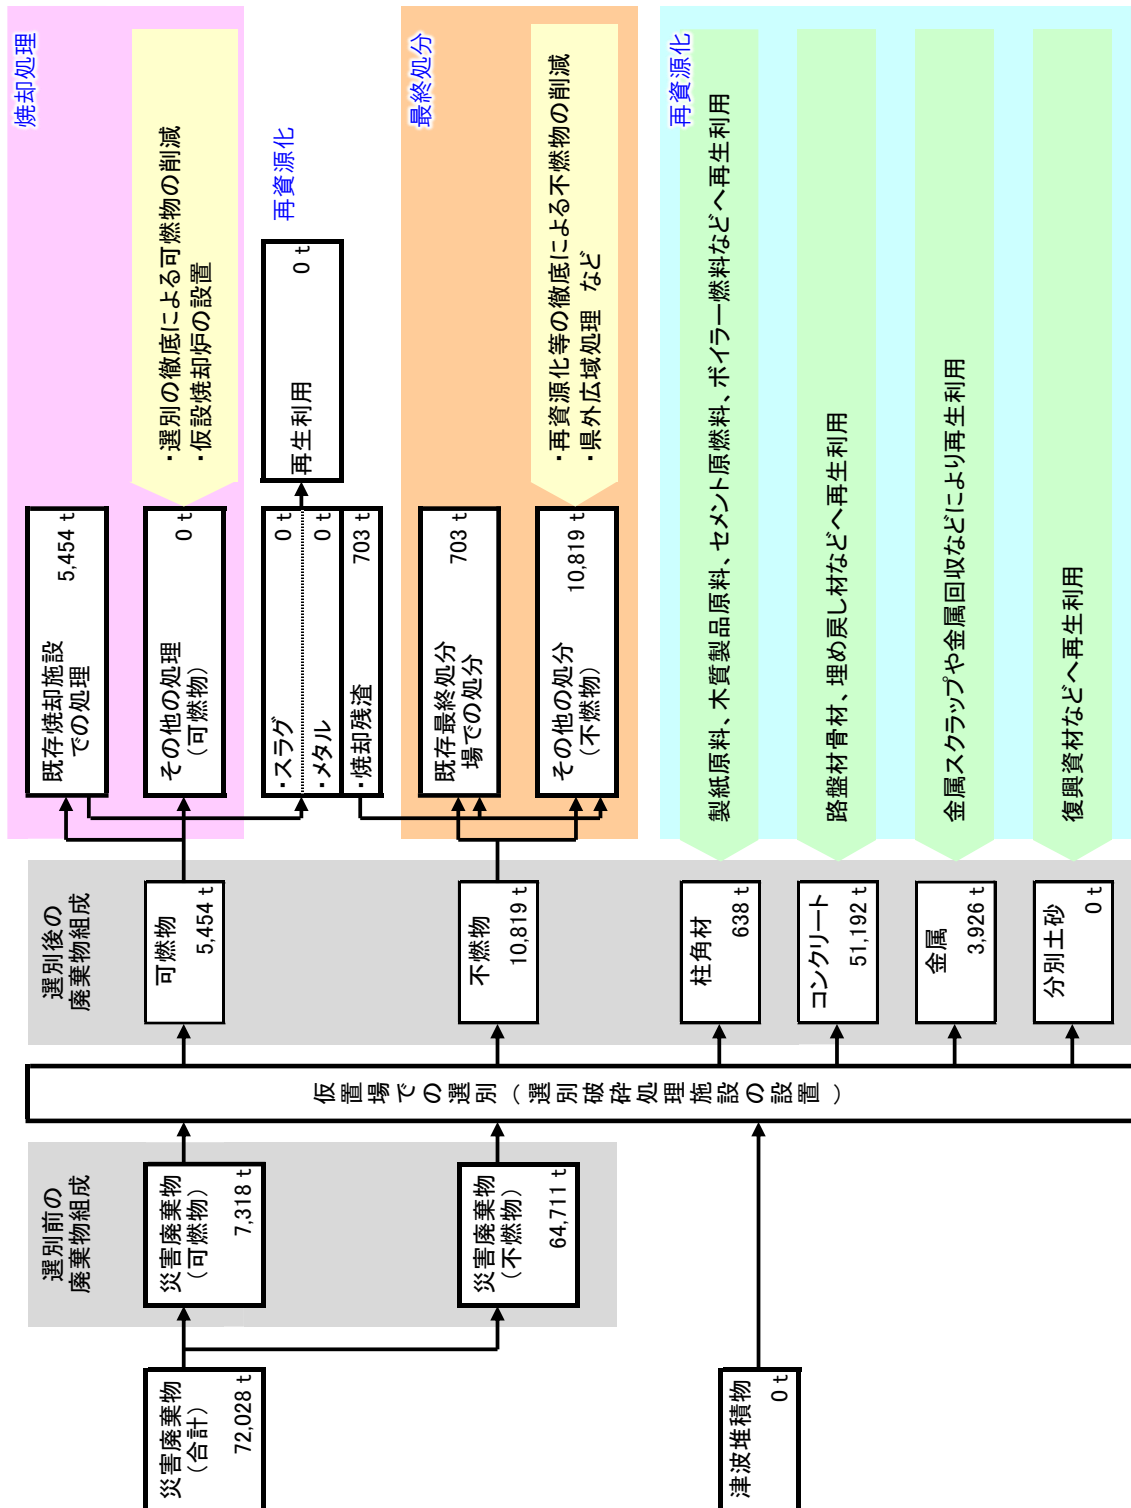 災害廃棄物
（合計）
72,028 t
津波堆積物
0 t
選別前の
廃棄物組成
災害廃棄物
（可燃物）
7,318 t
災害廃棄物
（不燃物）
64,711 t
仮置場での選別（選別破砕処理施設の設置）
選別後の
廃棄物組成
可燃物
5,454 t
不燃物
10,819 t
柱角材
638 t
コンクリート
51,192 t
金属
3,926 t
分別土砂
0 t
焼却処理
既存焼却施設
での処理
5,454 t
その他の処理
（可燃物）
0 t
・選別の徹底による可燃物の削減
・仮設焼却炉の設置
・スラグ
0 t
・メタル
0 t
・焼却残渣
703 t
再資源化
再生利用
0 t
最終処分
既存最終処分
場での処分
703 t
その他の処分
（不燃物）
10,819 t
・再資源化等の徹底による不燃物の削減
・県外広域処理　など
再資源化
製紙原料、木質製品原料、セメント原燃料、ボイラー燃料などへ再生利用
路盤材骨材、埋め戻し材などへ再生利用
金属スクラップや金属回収などにより再生利用
復興資材などへ再生利用